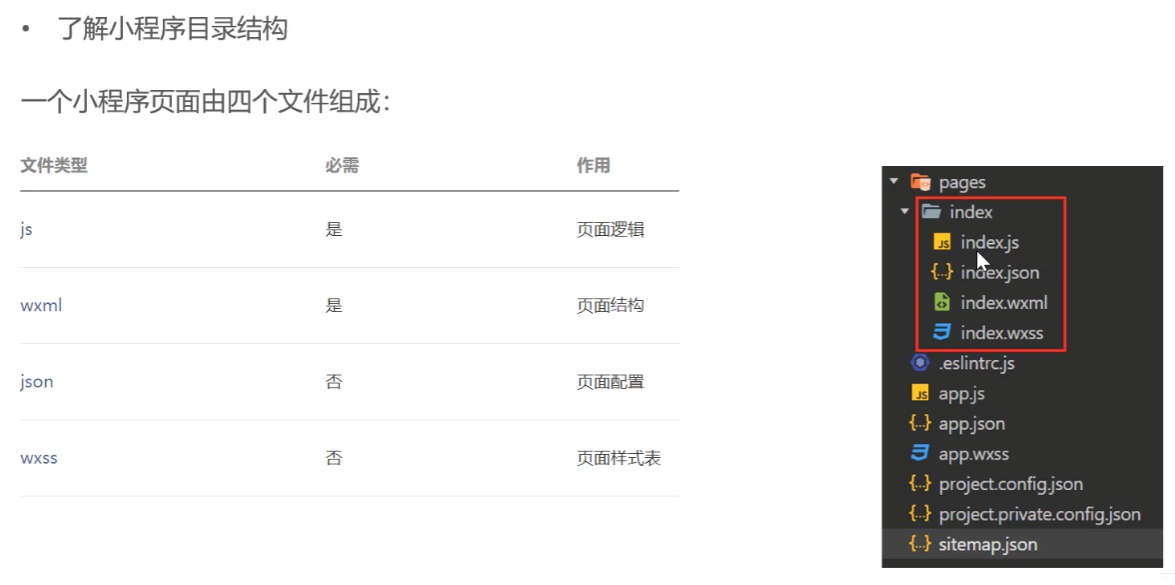 • 了解小程序目录结构
一个小程序页面由四个文件组成：
文件类型 必需 作用
js 是 页面逻辑
wxml 是 页面结构
json 否 页面配置
wxss 否 页面样式表
pages
index
JS index.js
{..} index.json
index.wxml
index.wxss
.eslintrc.js
JS app.js
{..} app.json
app.wxss
{..} project.config.json
{..} project.private.config.json
{..} sitemap.json